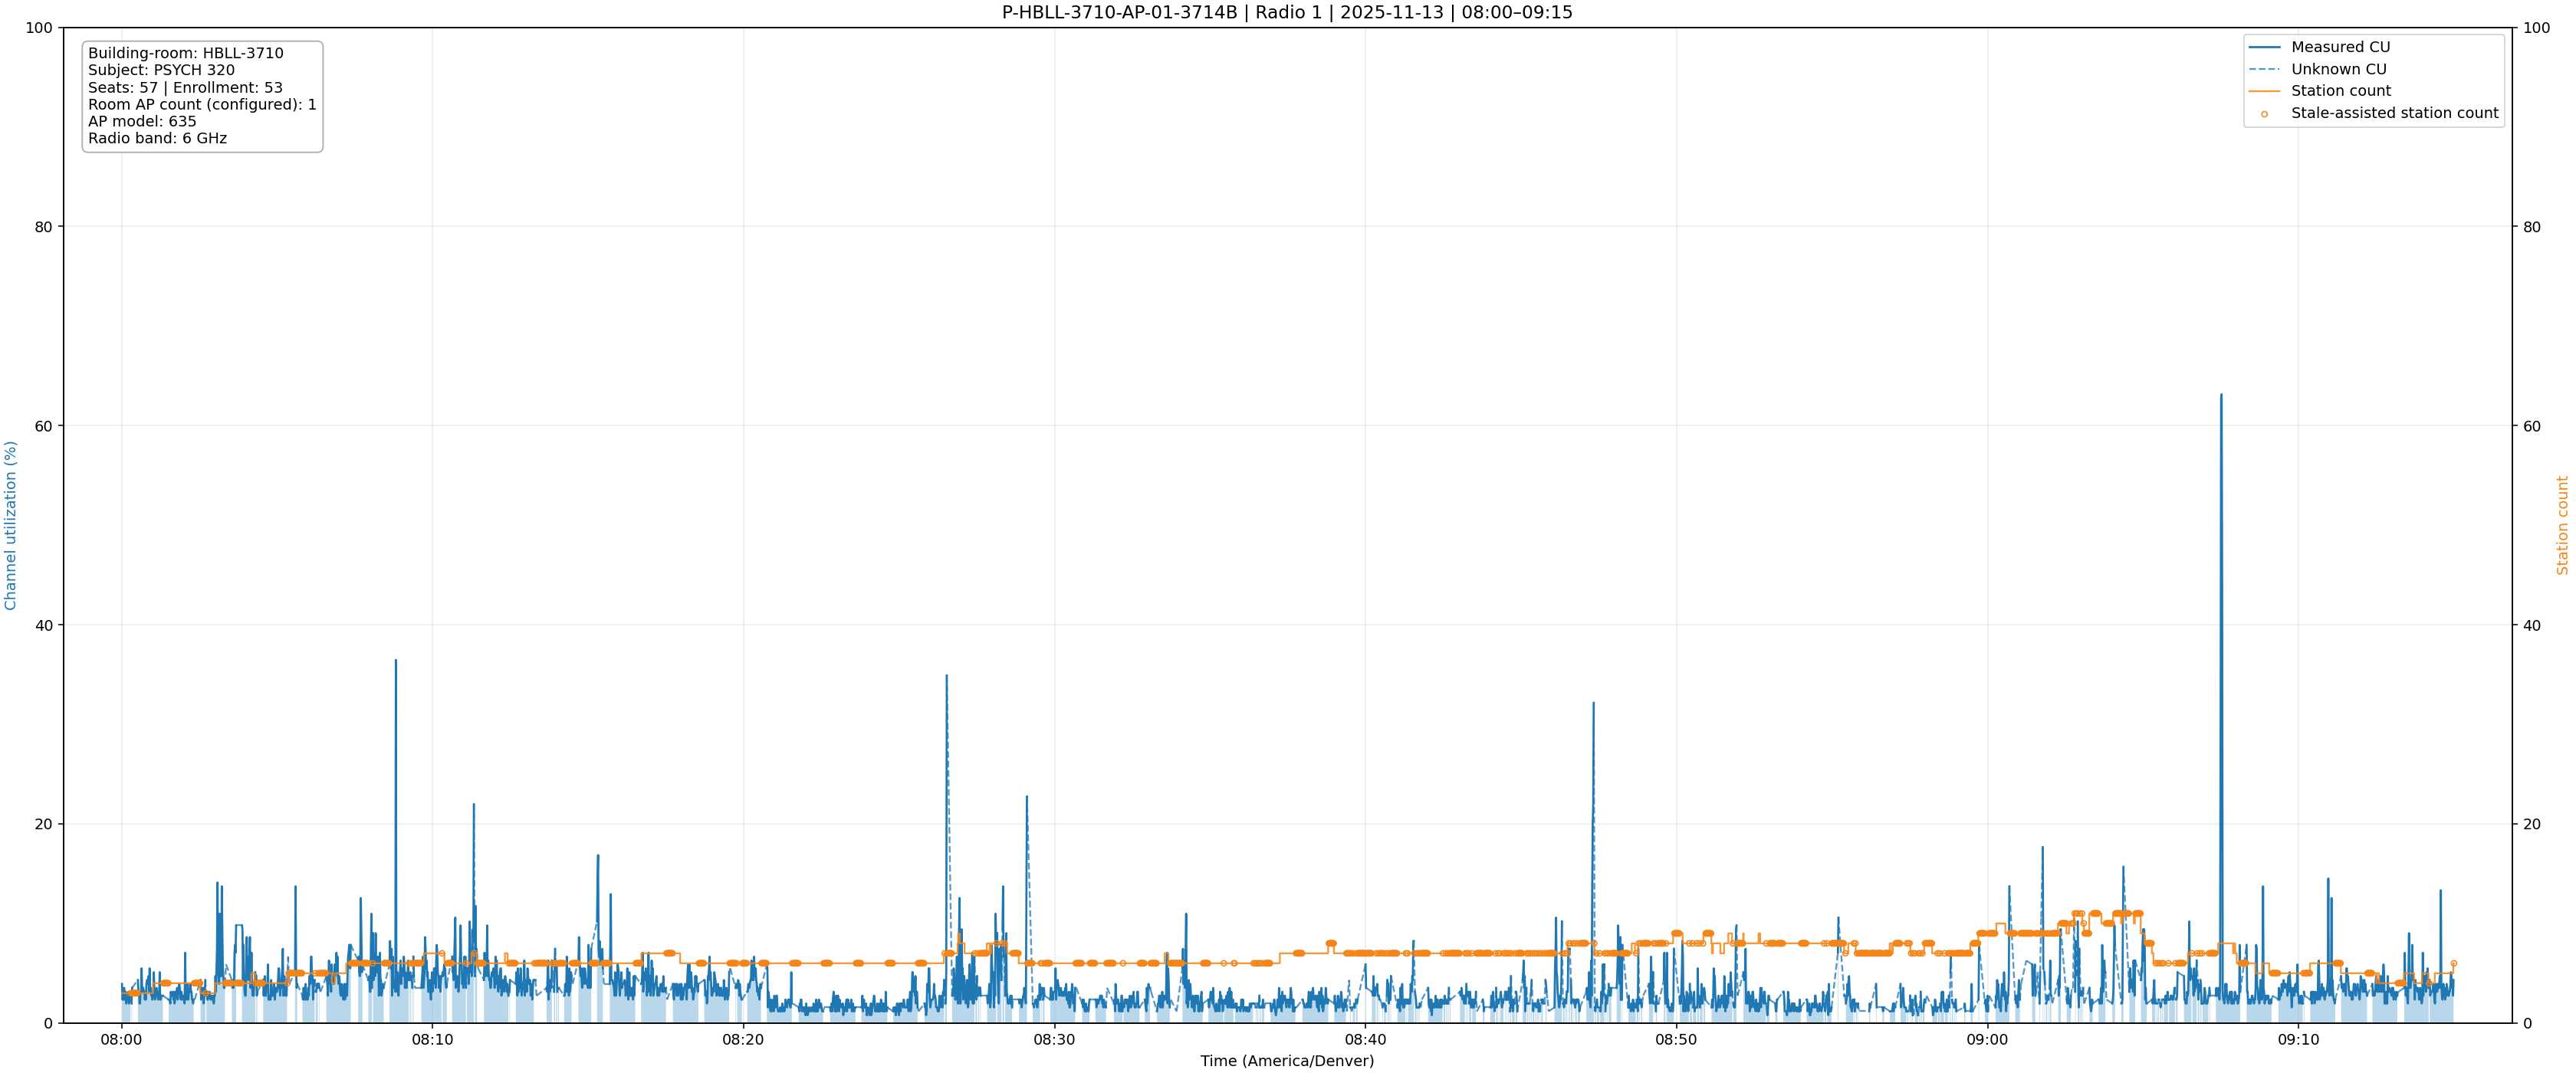 P-HBLL-3710-AP-01-3714B | Radio 1 | 2025-11-13 | 08:00–09:15
Building-room: HBLL-3710
Subject: PSYCH 320
Seats: 57 | Enrollment: 53
Room AP count (configured): 1
AP model: 635
Radio band: 6 GHz
Measured CU
Unknown CU
Station count
Stale-assisted station count
Channel utilization (%)
100
80
60
40
20
0
100
80
60
40
20
0
Station count
08:00
08:10
08:20
08:30
08:40
08:50
09:00
09:10
Time (America/Denver)